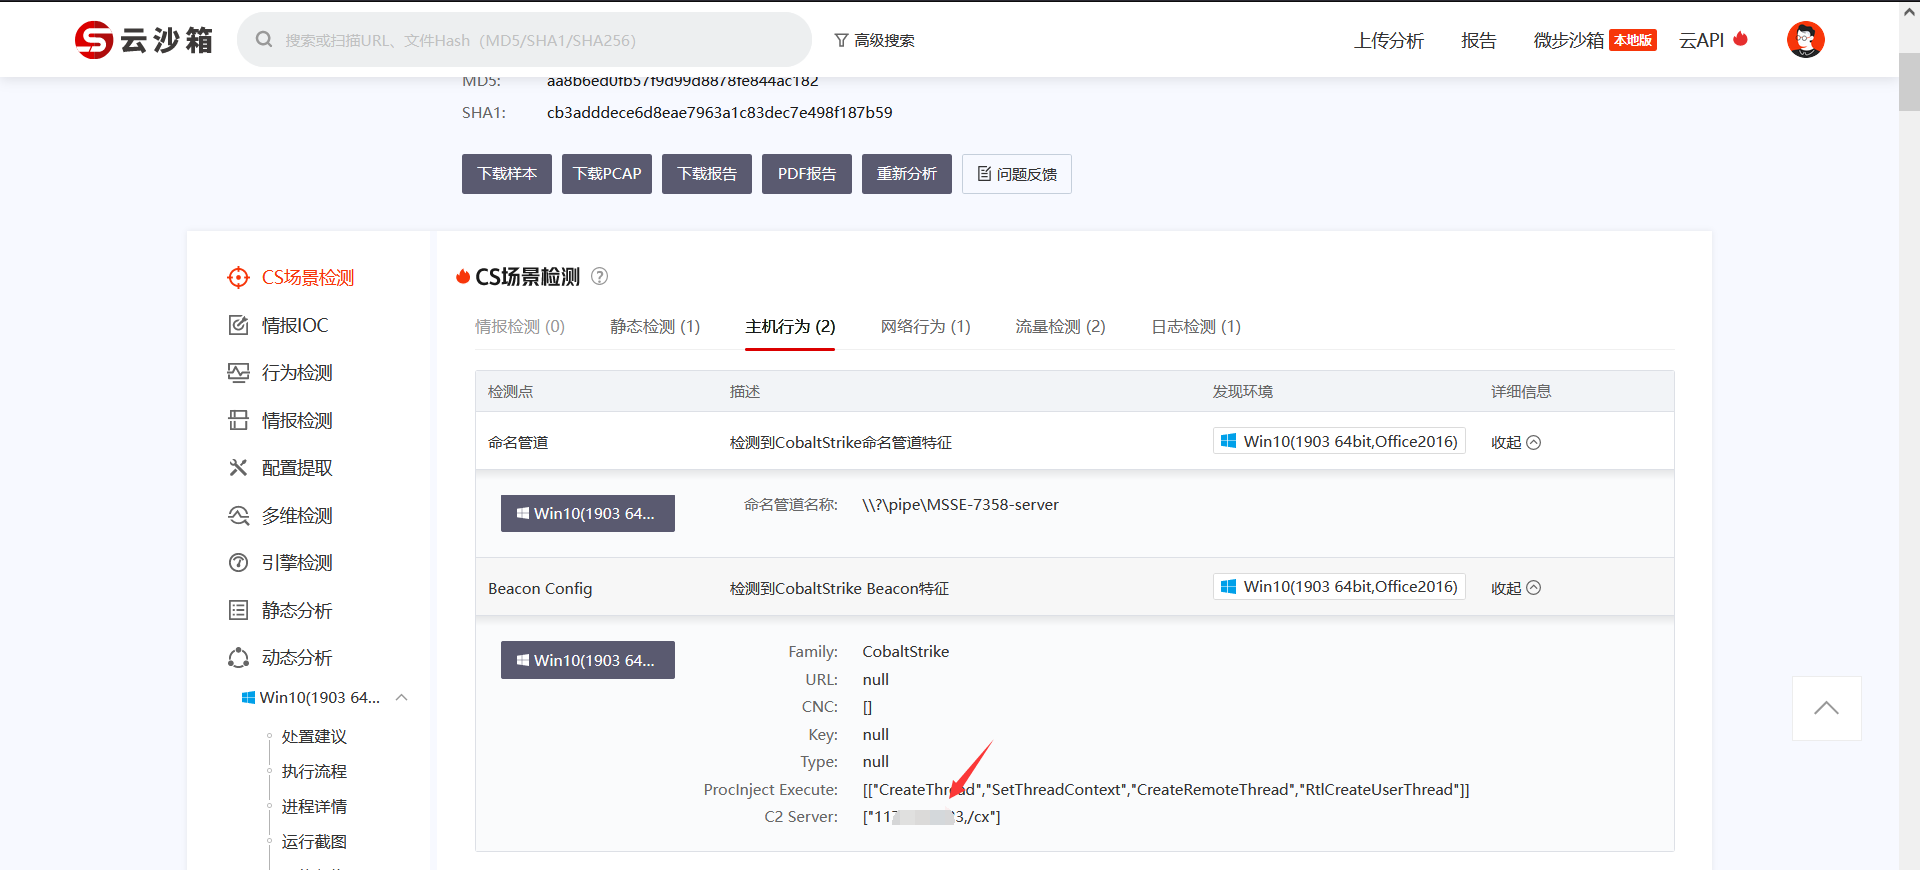 云沙箱
搜索或扫描URL、文件Hash（MD5/SHA1/SHA256)
高级搜索
上传分析
报告
微步沙箱 本地版
云API
MD5: aa8b6ed0fb57f9d99d8878fe844ac182
SHA1: cb3adddece6d8eae7963a1c83dec7e498f187b59
下载样本
下载PCAP
下载报告
PDF报告
重新分析
问题反馈
CS场景检测
情报IOC
行为检测
情报检测
配置提取
多维检测
引擎检测
静态分析
动态分析
Win10(1903 64...
处置建议
执行流程
进程详情
运行截图
CS场景检测
情报检测 (0)
静态检测 (1)
主机行为 (2)
网络行为 (1)
流量检测 (2)
日志检测 (1)
检测点 描述 发现环境 详细信息
命名管道 检测到CobaltStrike命名管道特征 Win10(1903 64bit,Office2016) 收起
Win10(1903 64... 命名管道名称: \\?\pipe\MSSE-7358-server
Beacon Config 检测到CobaltStrike Beacon特征 Win10(1903 64bit,Office2016) 收起
Win10(1903 64... Family: CobaltStrike
URL: null
CNC: []
Key: null
Type: null
ProcInject Execute: [["CreateThread","SetThreadContext","CreateRemoteThread","RtlCreateUserThread"]]
C2 Server: ["117 3,/cx"]